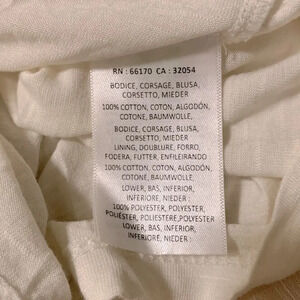 RN : 66170 CA : 32054
BODICE, CORSAGE, BLUSA,
CORSETTO, MIEDER
100% COTTON, COTON, ALGODÓN,
COTONE, BAUMWOLLE,
BODICE, CORSAGE, BLUSA,
CORSETTO, MIEDER
LINING, DOUBLURE, FORRO,
FODERA, FUTTER, ENFILEIRANDO :
100% COTTON, COTON, ALGODÓN,
COTONE, BAUMWOLLE,
LOWER, BAS, INFERIOR,
INFERIORE, NIEDER :
100% POLYESTER, POLYESTER,
POLIÉSTER, POLIESTERE,POLYESTER,
LOWER, BAS, INFERIOR,
INFERIORE, NIEDER :